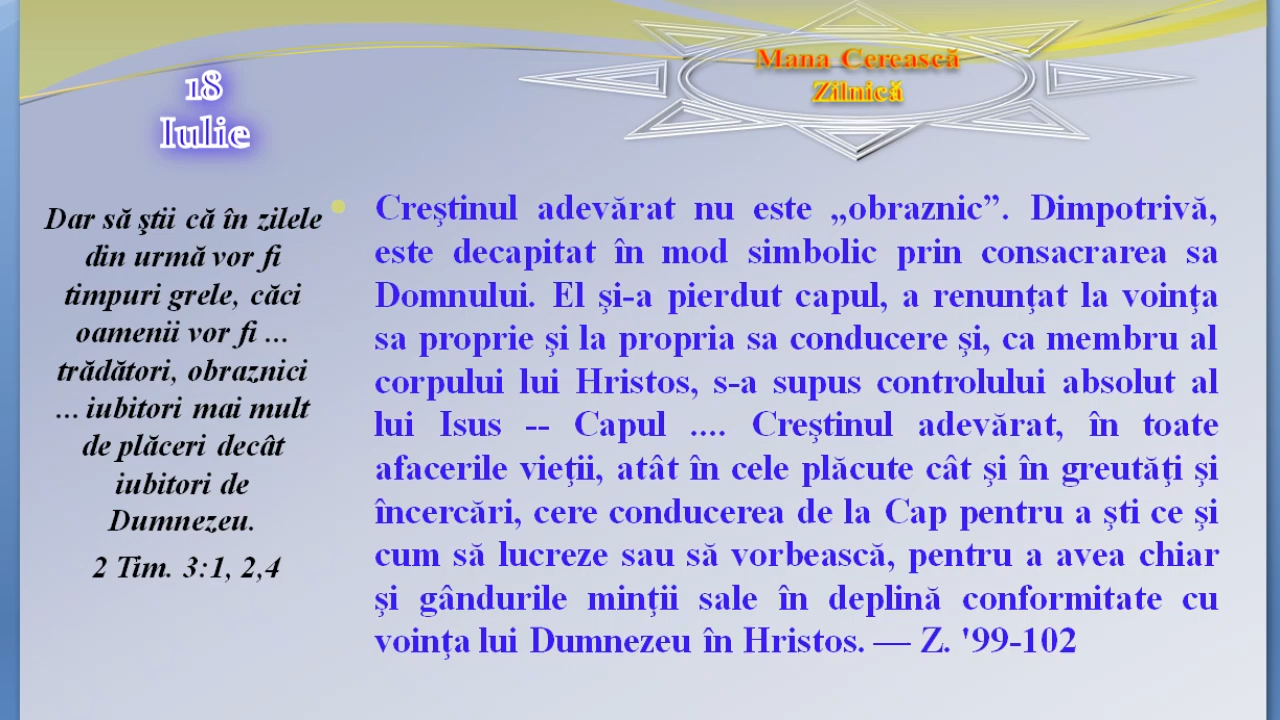 Mana Cerească
Zilnică
18
Iulie
Dar să ştii că în zilele
din urmă vor fi
timpuri grele, căci
oamenii vor fi ...
trădători, obraznici
... iubitori mai mult
de plăceri decât
iubitori de
Dumnezeu.
2 Tim. 3:1, 2,4
Creştinul adevărat nu este „obraznic”. Dimpotrivă,
este decapitat în mod simbolic prin consacrarea sa
Domnului. El şi-a pierdut capul, a renunţat la voinţa
sa proprie şi la propria sa conducere şi, ca membru al
corpului lui Hristos, s-a supus controlului absolut al
lui Isus -- Capul .... Creştinul adevărat, în toate
afacerile vieţii, atât în cele plăcute cât şi în greutăţi şi
încercări, cere conducerea de la Cap pentru a şti ce şi
cum să lucreze sau să vorbească, pentru a avea chiar
şi gândurile minţii sale în deplină conformitate cu
voinţa lui Dumnezeu în Hristos. — Z. '99-102